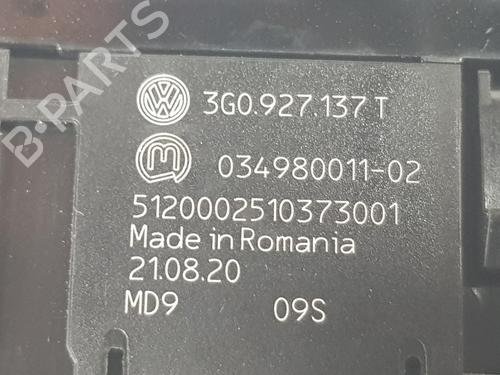 B-PARTS
3G0.927.137 T
034980011-02
5120002510373001
Made in Romania
21.08.20
MD9 09S